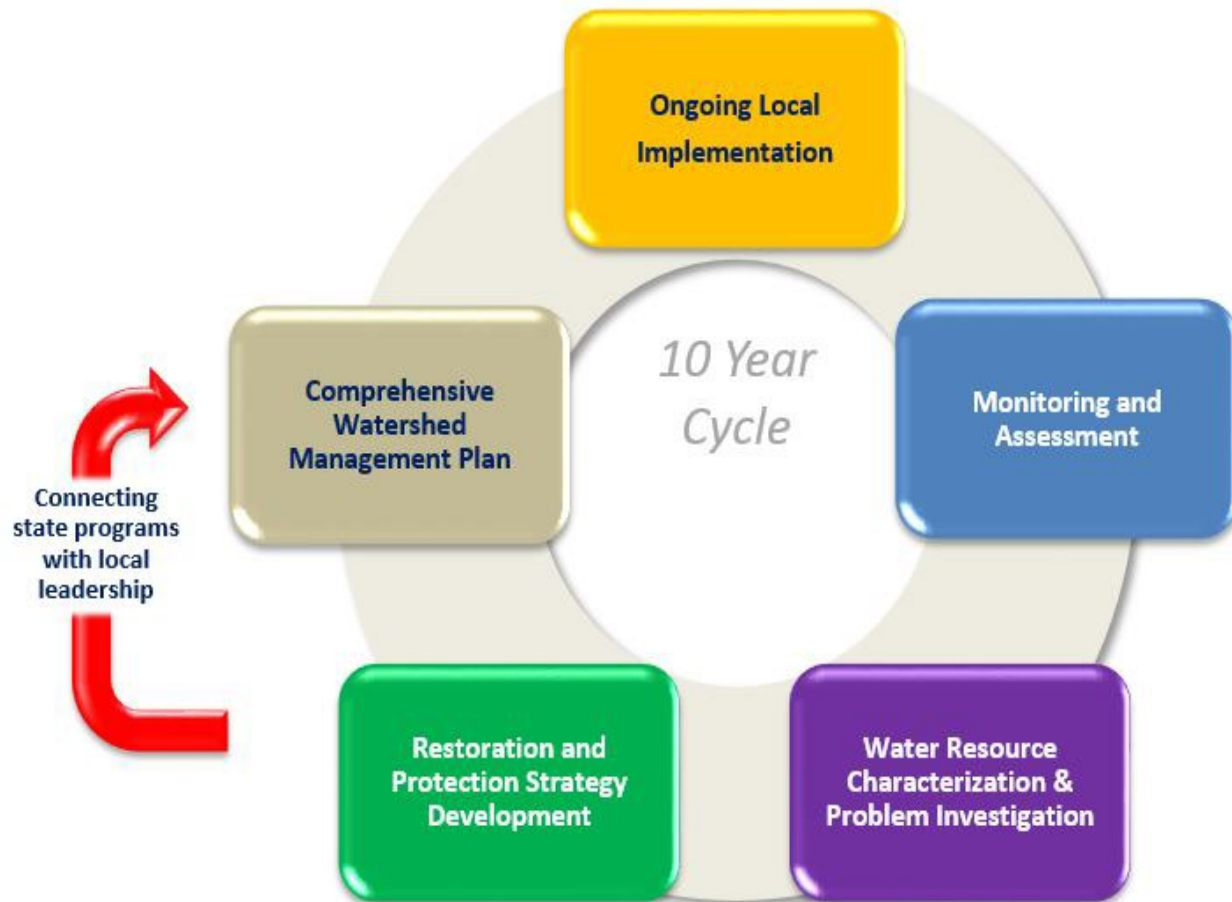 Ongoing Local
Implementation
10 Year
Cycle
Monitoring and
Assessment
Comprehensive
Watershed
Management Plan
Connecting
state programs
with local
leadership
Restoration and
Protection Strategy
Development
Water Resource
Characterization &
Problem Investigation